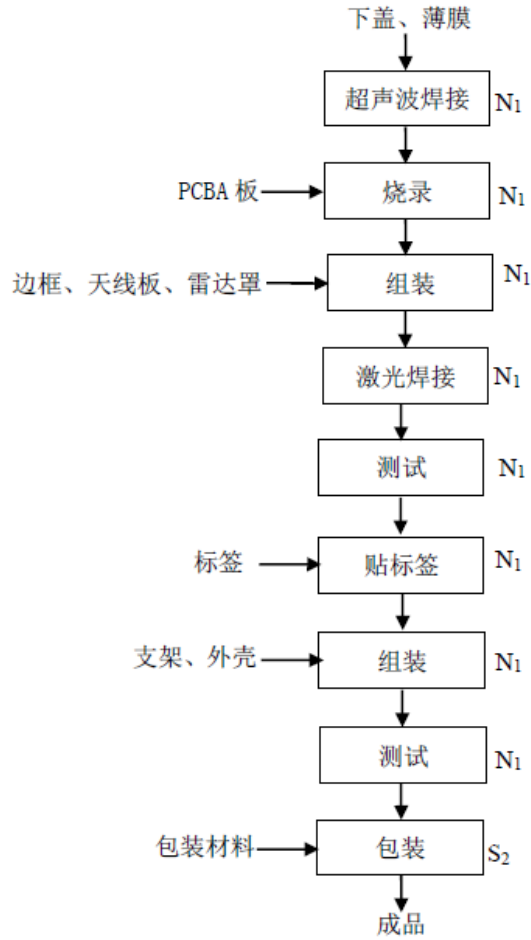 下盖、薄膜
超声波焊接 N₁
PCBA 板 烧录 N₁
边框、天线板、雷达罩 组装 N₁
激光焊接 N₁
测试 N₁
标签 贴标签 N₁
支架、外壳 组装 N₁
测试 N₁
包装材料 包装 S₂
成品